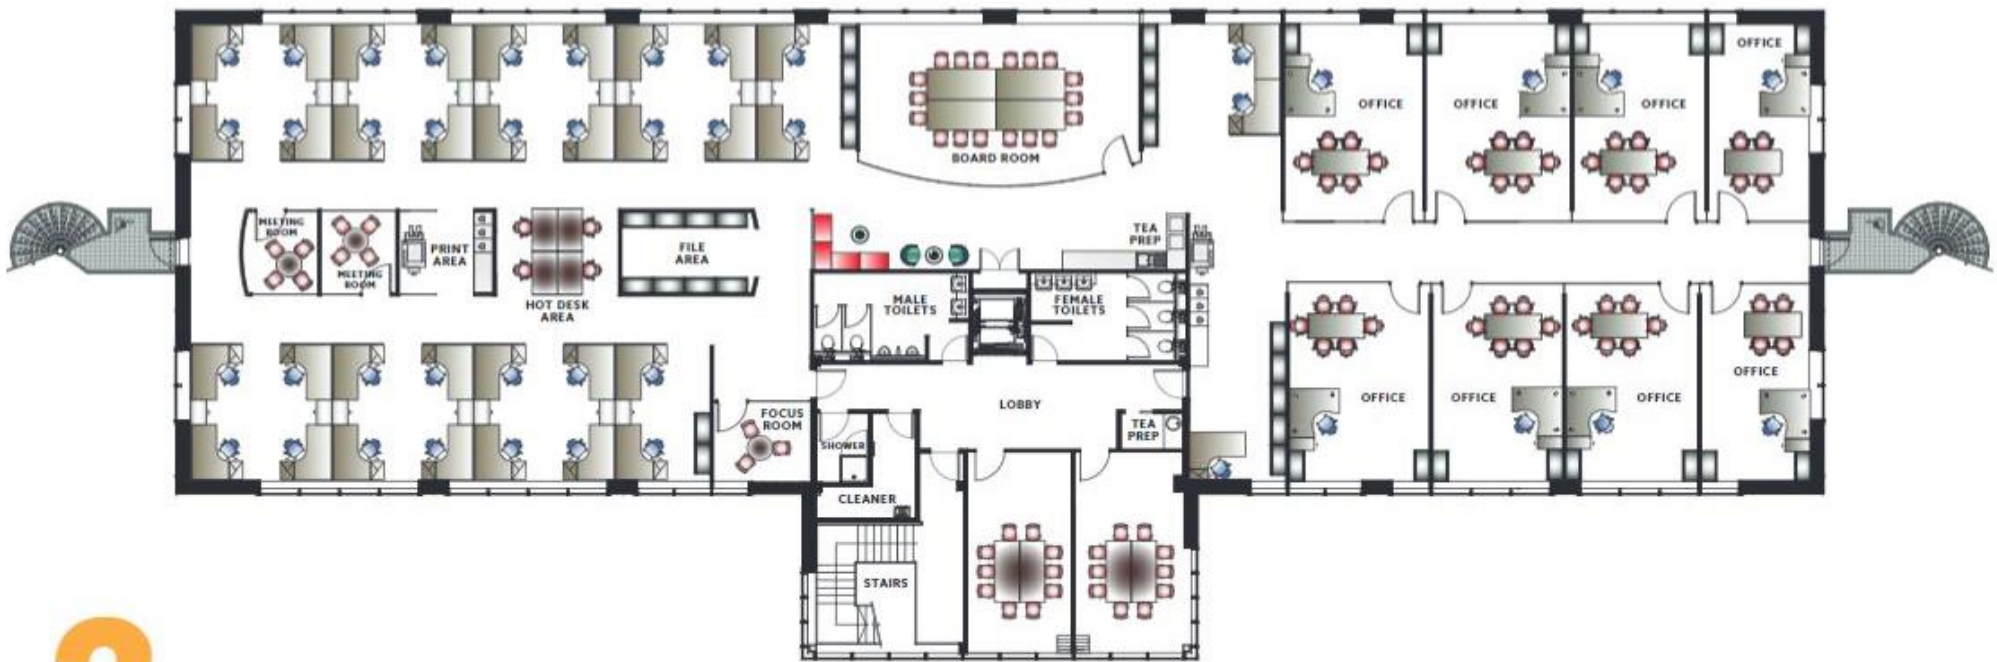 OFFICE
BOARD ROOM
OFFICE
OFFICE
OFFICE
MEETING
ROOM
MEETING
ROOM
PRINT
AREA
HOT DESK
AREA
FILE
AREA
TEA
PREP
MALE
TOILETS
FEMALE
TOILETS
FOCUS
ROOM
LOBBY
TEA
PREP
SHOWER
CLEANER
STAIRS
OFFICE
OFFICE
OFFICE
OFFICE